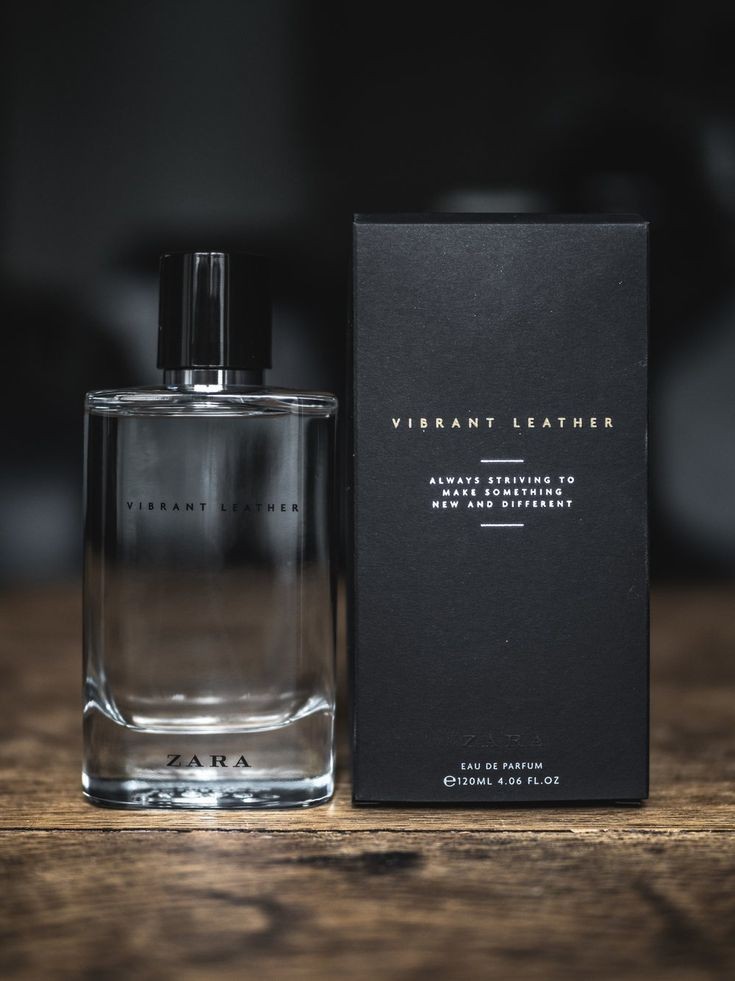 VIBRANT LEATHER
ZARA
VIBRANT LEATHER
ALWAYS STRIVING TO
MAKE SOMETHING
NEW AND DIFFERENT
ZARA
EAU DE PARFUM
℮120ML 4.06 FL.OZ